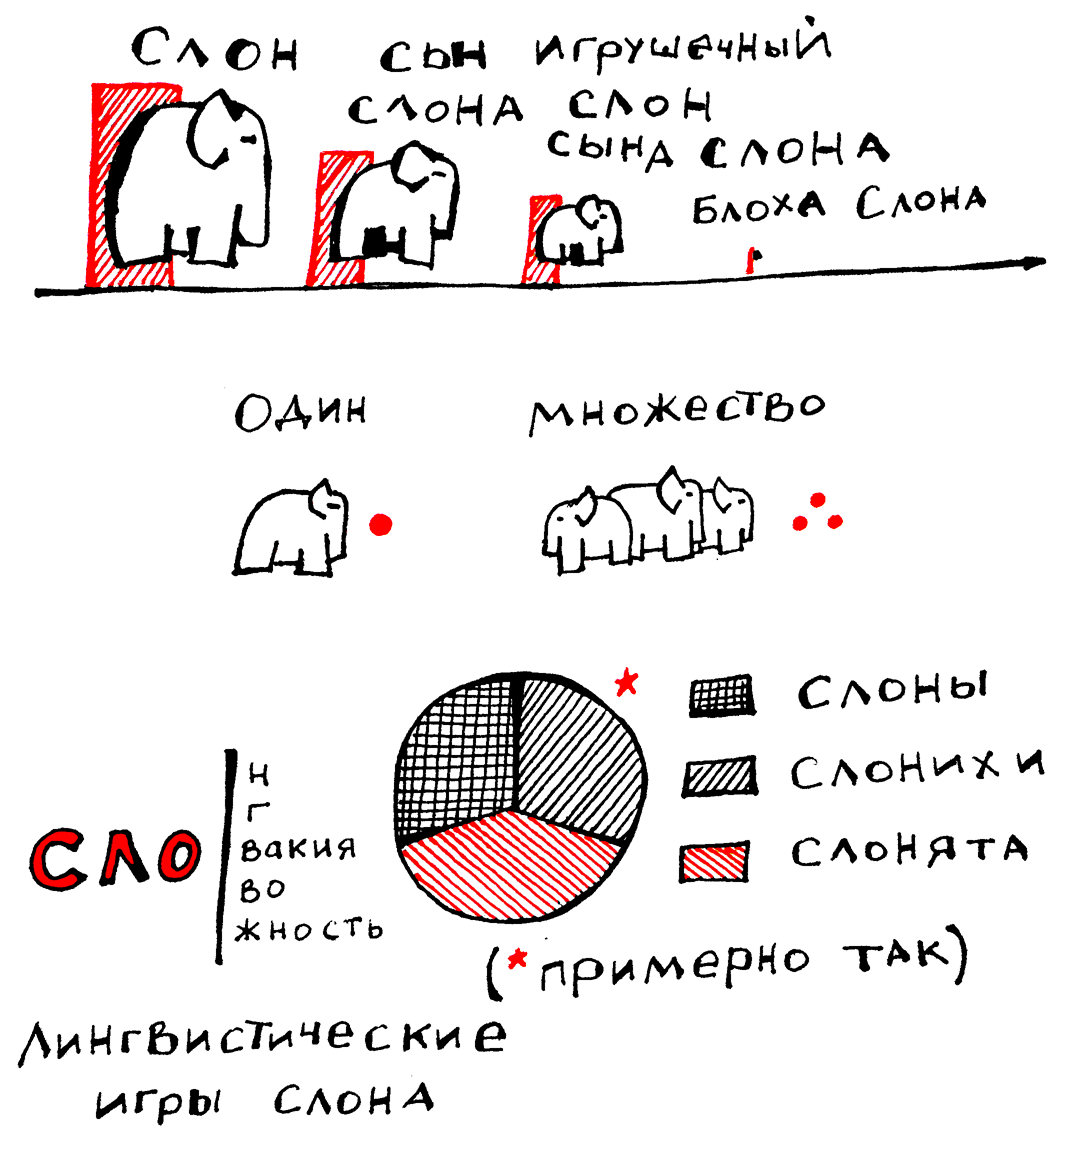 СЛОН
СЫН
СЛОНА
ИГРУШЕЧНЫЙ
СЛОН
СЫНА СЛОНА
БЛОХА СЛОНА
ОДИН
МНОЖЕСТВО
СЛОНЫ
СЛОНИХИ
СЛОНЯТА
(*ПРИМЕРНО ТАК)
СЛО
Н
Г
ВАКИЯ
ВО
ЖНОСТЬ
ЛИНГВИСТИЧЕСКИЕ
ИГРЫ СЛОНА